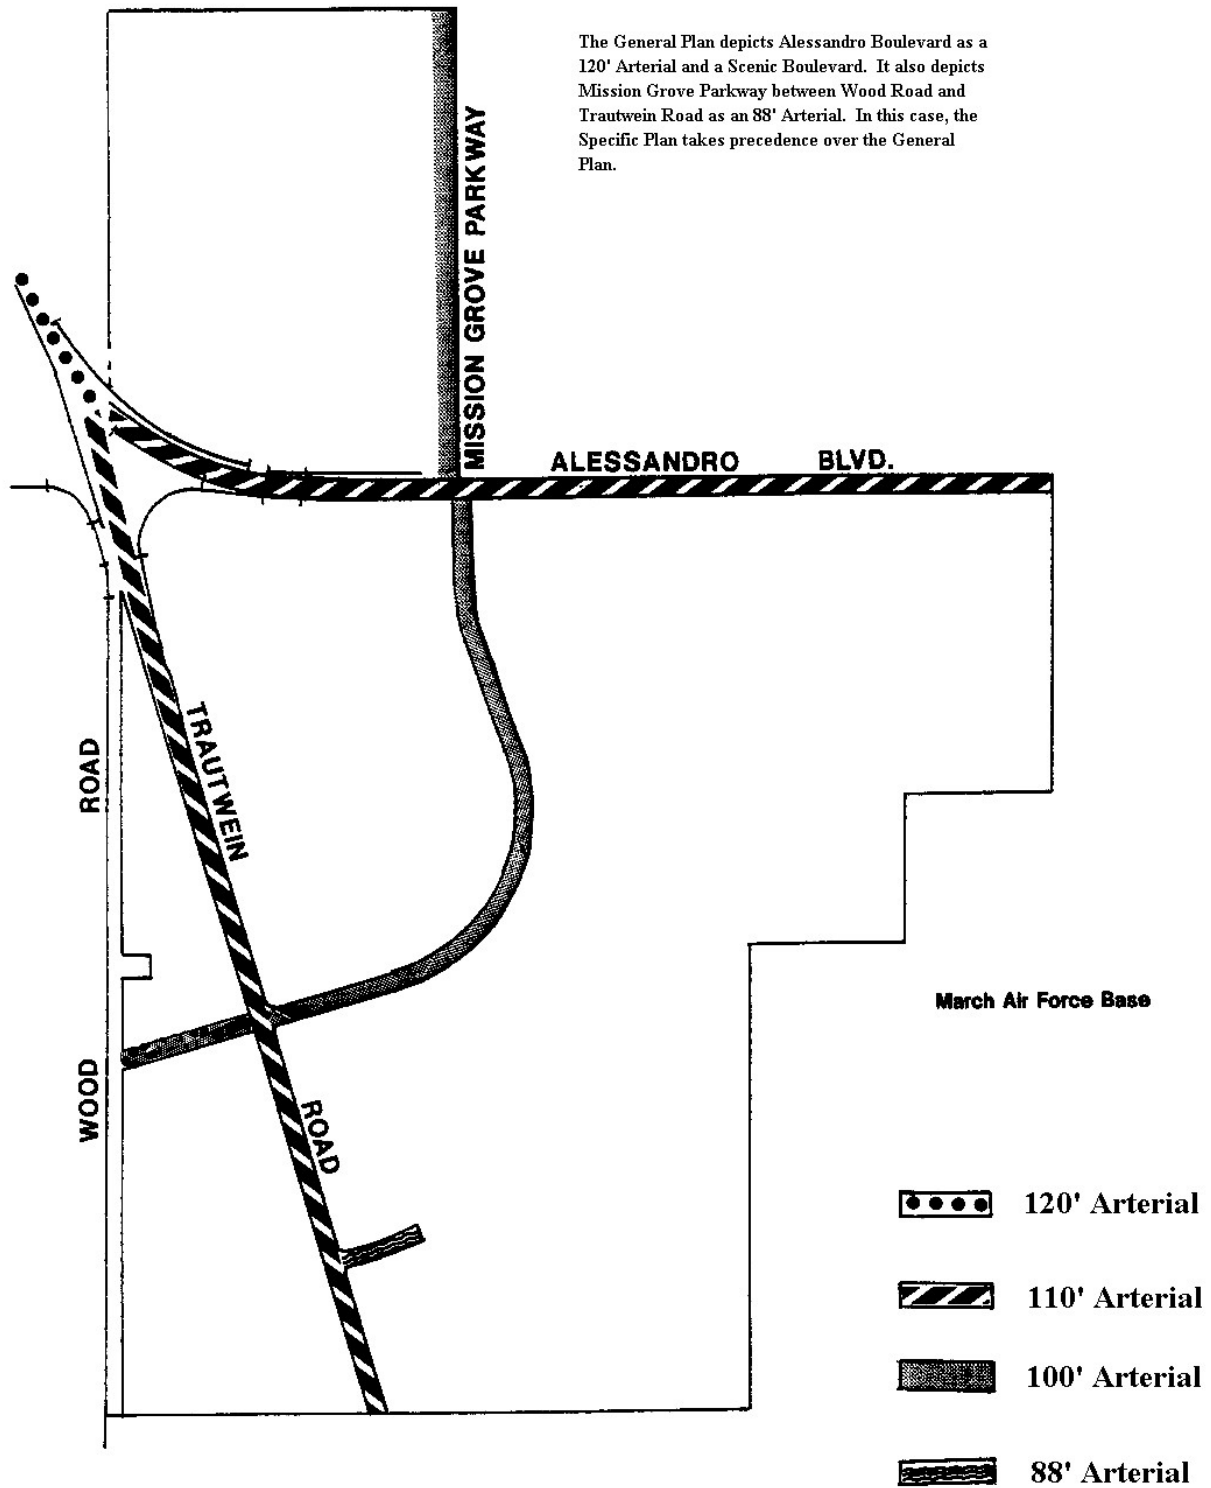 The General Plan depicts Alessandro Boulevard as a
120' Arterial and a Scenic Boulevard. It also depicts
Mission Grove Parkway between Wood Road and
Trautwein Road as an 88' Arterial. In this case, the
Specific Plan takes precedence over the General
Plan.
MISSION GROVE PARKWAY
ALESSANDRO BLVD.
TRAUTWEIN
ROAD
WOOD ROAD
March Air Force Base
120' Arterial
110' Arterial
100' Arterial
88' Arterial